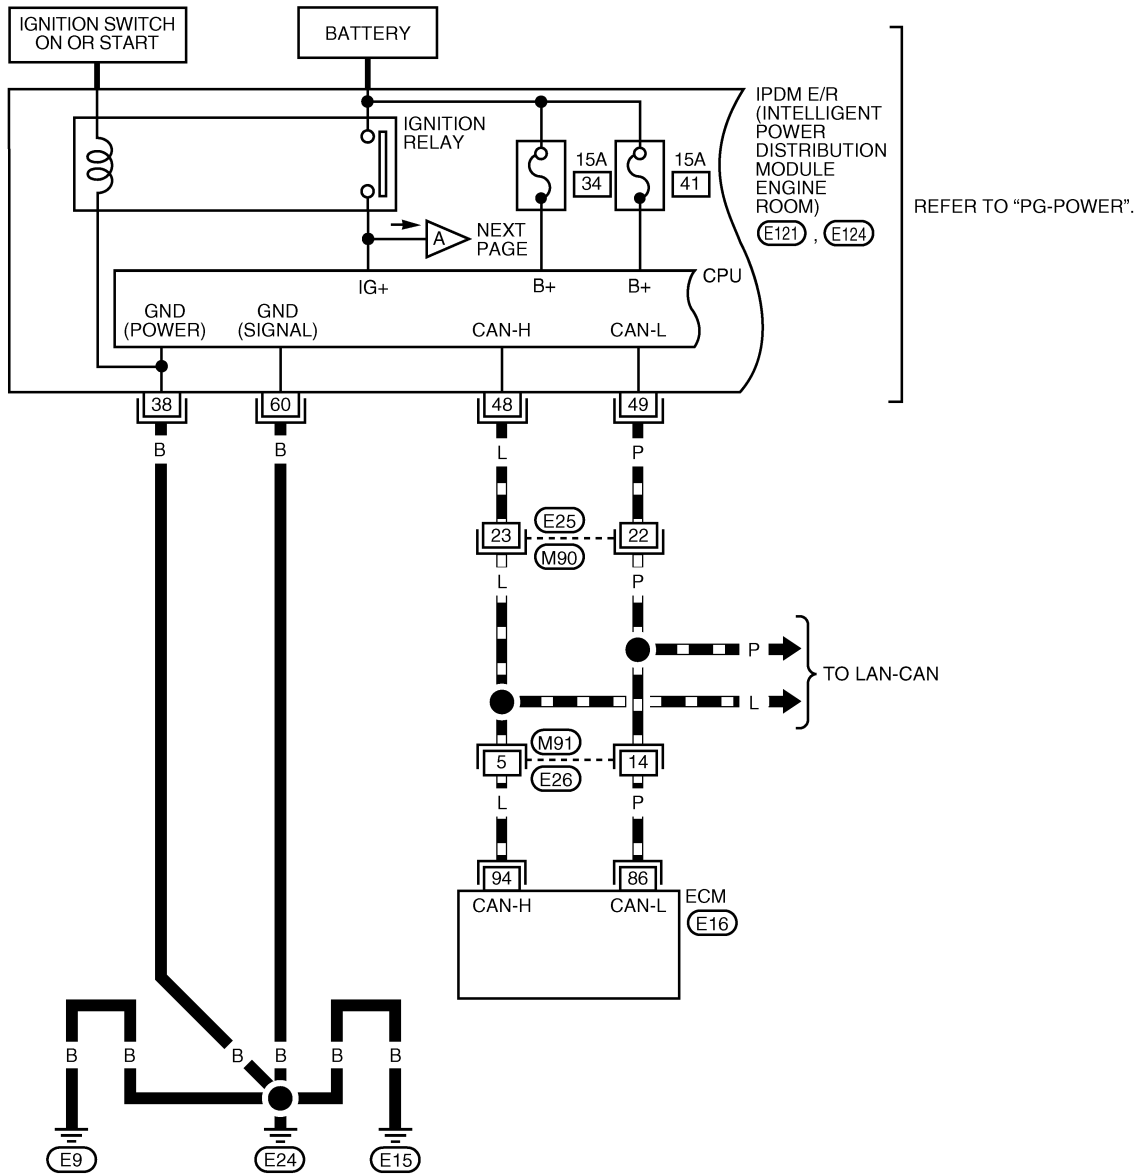 IGNITION SWITCH
ON OR START
BATTERY
IGNITION
RELAY
15A
34
15A
41
IPDM E/R
(INTELLIGENT
POWER
DISTRIBUTION
MODULE
ENGINE
ROOM)
E121 , E124
REFER TO “PG-POWER”.
A
NEXT
PAGE
CPU
IG+
B+
B+
GND
(POWER)
GND
(SIGNAL)
CAN-H
CAN-L
38
60
48
49
B
B
L
P
23
E25
M90
22
L
P
P
L
TO LAN-CAN
5
M91
E26
14
L
P
94
86
CAN-H
CAN-L
ECM
E16
B
B
B
B
B
B
E9
E24
E15